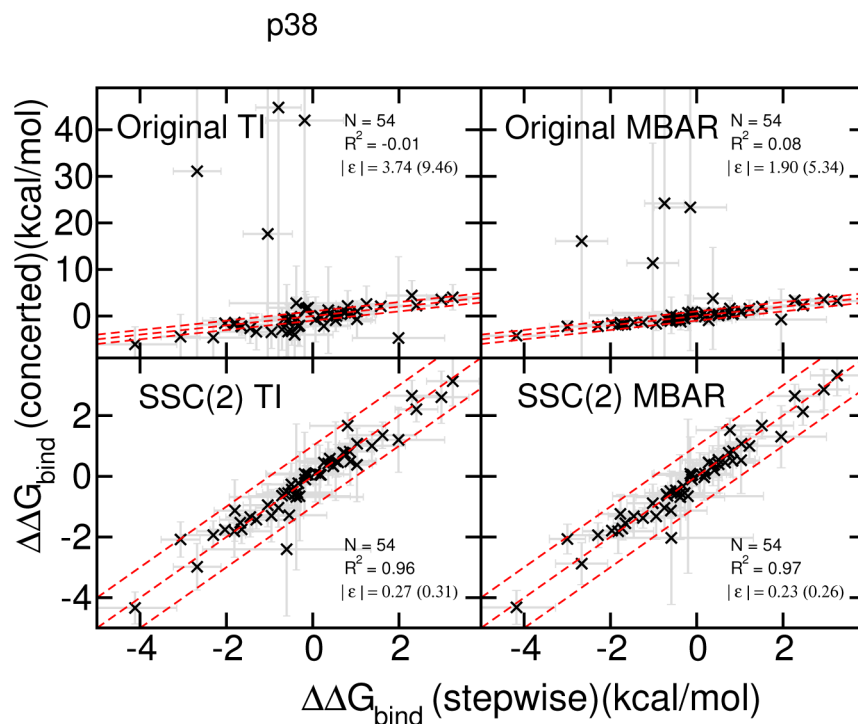 p38
ΔΔG_bind (concerted)(kcal/mol)
40
30
20
10
0
Original TI
N = 54
R² = -0.01
| ε | = 3.74 (9.46)
Original MBAR
N = 54
R² = 0.08
| ε | = 1.90 (5.34)
2
0
-2
-4
SSC(2) TI
N = 54
R² = 0.96
| ε | = 0.27 (0.31)
SSC(2) MBAR
N = 54
R² = 0.97
| ε | = 0.23 (0.26)
-4 -2 0 2 -4 -2 0 2
ΔΔG_bind (stepwise)(kcal/mol)